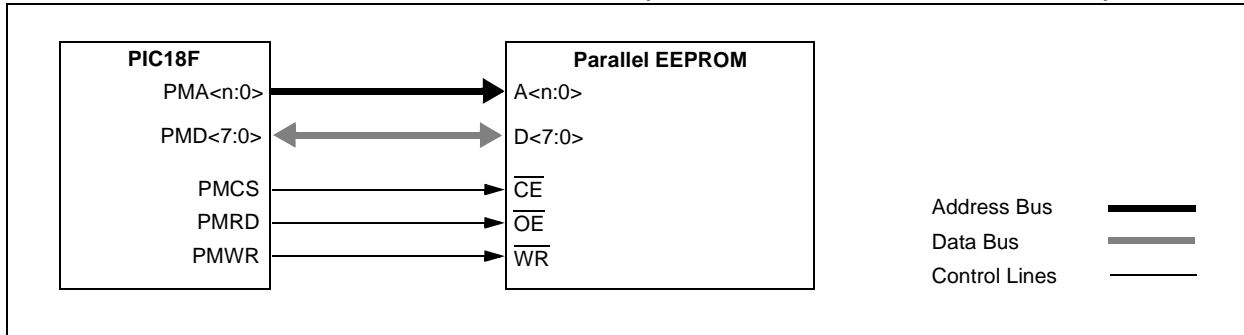 PIC18F
Parallel EEPROM
PMA<n:0>
A<n:0>
PMD<7:0>
D<7:0>
PMCS
CE
PMRD
OE
PMWR
WR
Address Bus
Data Bus
Control Lines